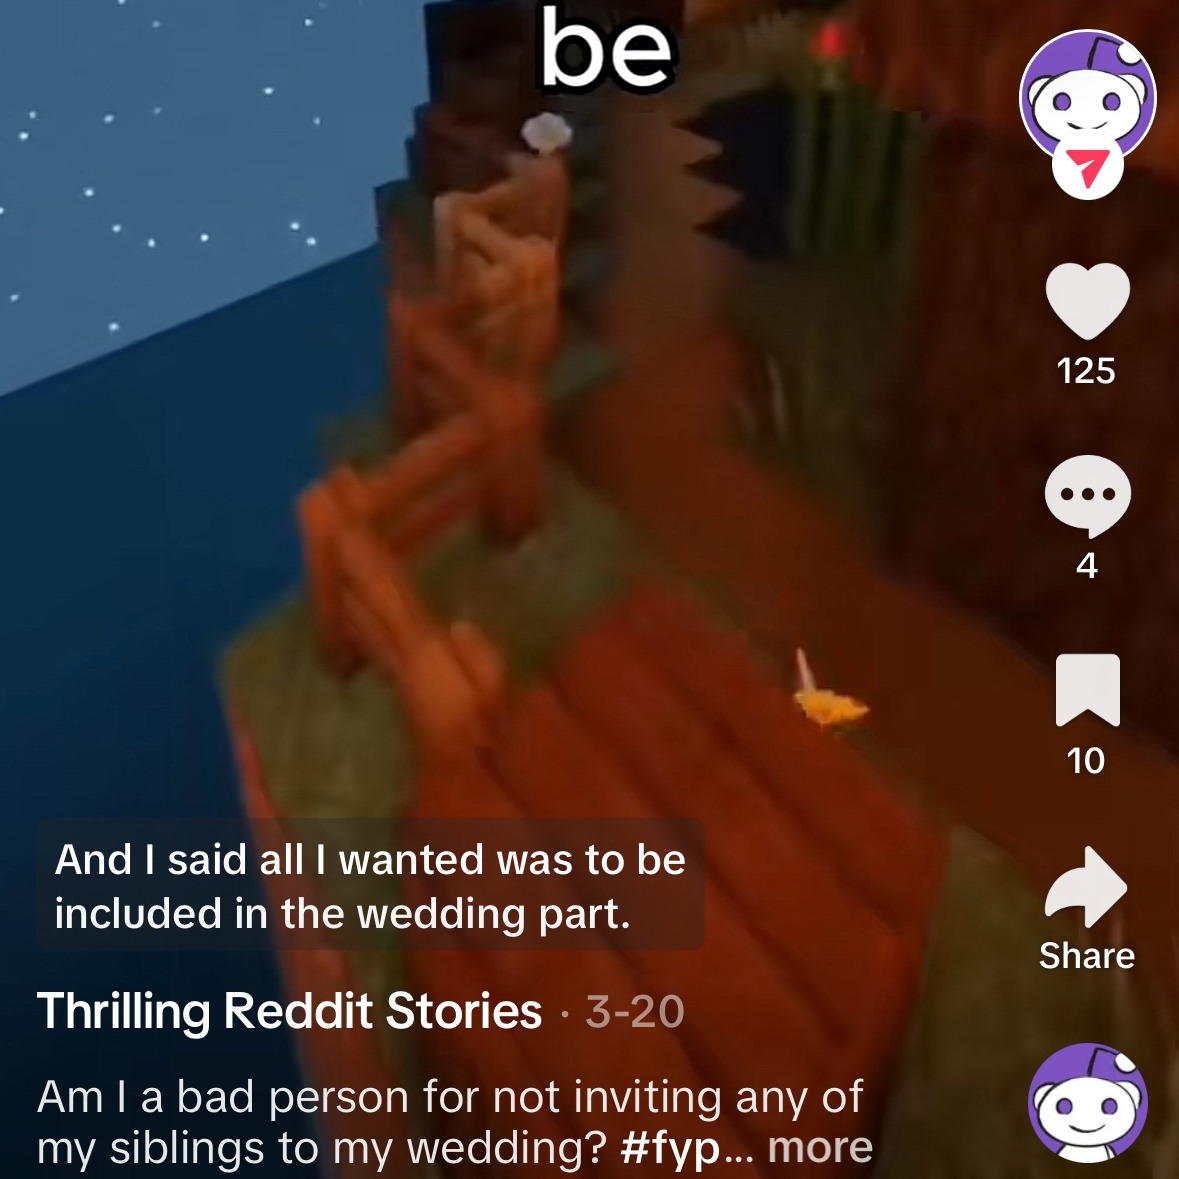 be
125
4
10
And I said all I wanted was to be
included in the wedding part.
Share
Thrilling Reddit Stories · 3-20
Am I a bad person for not inviting any of
my siblings to my wedding? #fyp... more